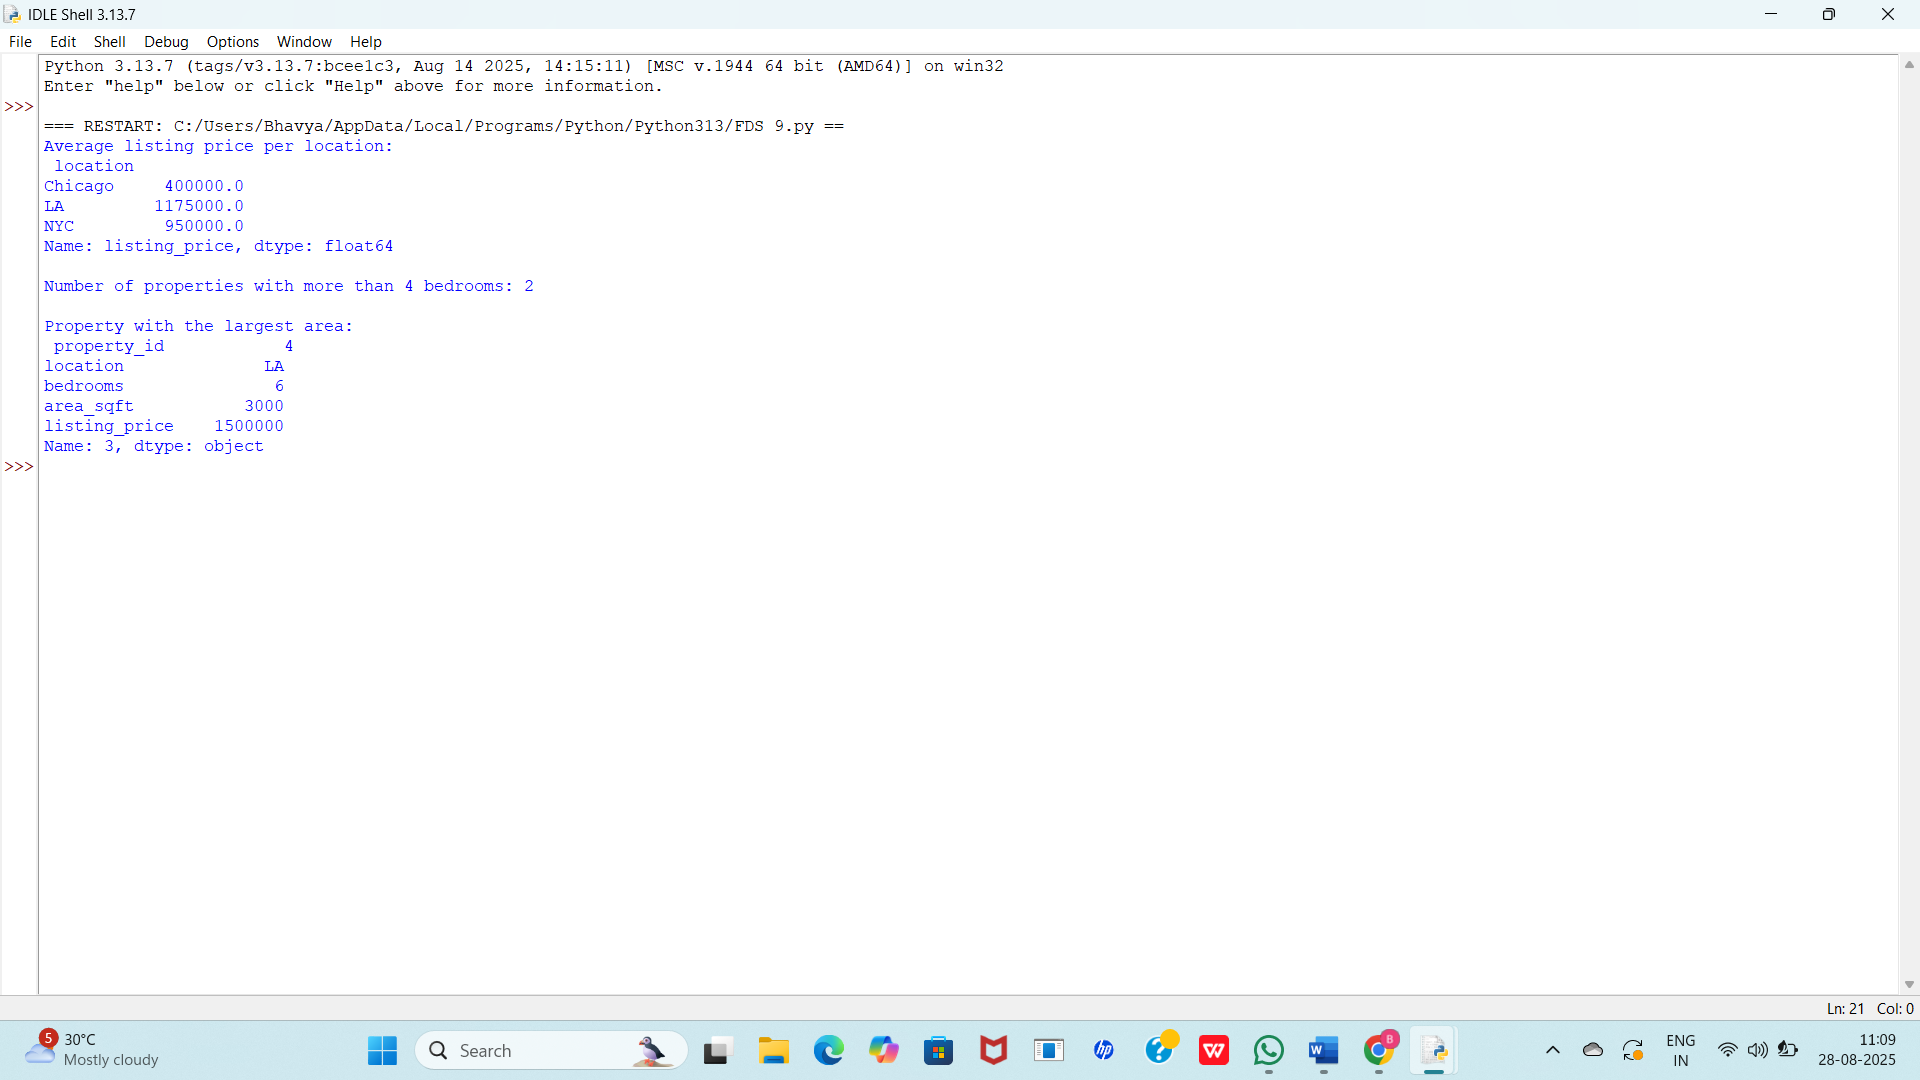 IDLE Shell 3.13.7
File Edit Shell Debug Options Window Help
Python 3.13.7 (tags/v3.13.7:bcee1c3, Aug 14 2025, 14:15:11) [MSC v.1944 64 bit (AMD64)] on win32
Enter "help" below or click "Help" above for more information.
>>>
=== RESTART: C:/Users/Bhavya/AppData/Local/Programs/Python/Python313/FDS 9.py ==
Average listing price per location:
 location
Chicago     400000.0
LA         1175000.0
NYC         950000.0
Name: listing_price, dtype: float64
Number of properties with more than 4 bedrooms: 2
Property with the largest area:
 property_id            4
location              LA
bedrooms               6
area_sqft           3000
listing_price    1500000
Name: 3, dtype: object
>>>
Ln: 21 Col: 0
5
30°C
Mostly cloudy
Search
hp
?
W
W
B
ENG
IN
11:09
28-08-2025